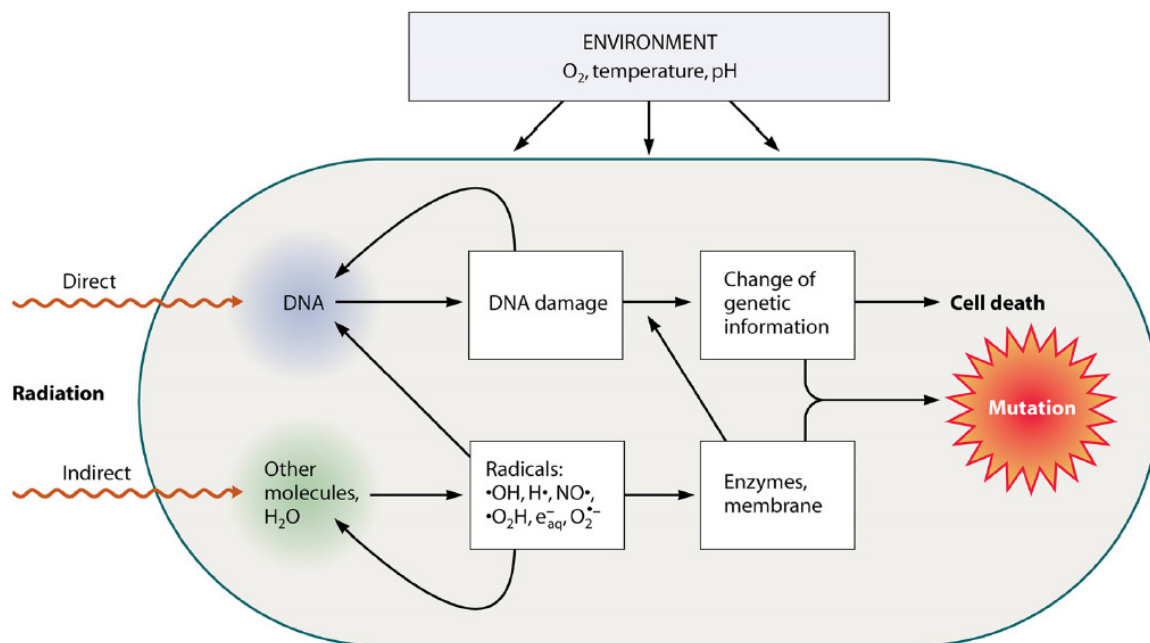 ENVIRONMENT
O₂, temperature, pH
Direct
DNA
DNA damage
Change of
genetic
information
Cell death
Radiation
Mutation
Indirect
Other
molecules,
H₂O
Radicals:
•OH, H•, NO•,
•O₂H, e⁻aq, O₂•−
Enzymes,
membrane